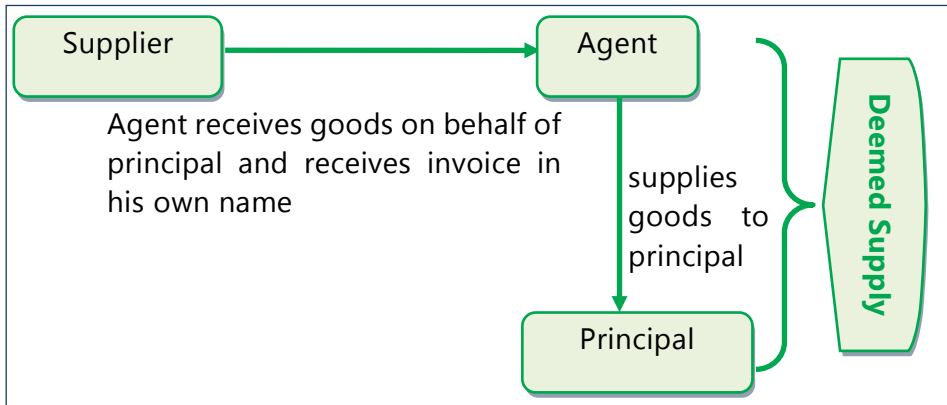 Supplier
Agent
Agent receives goods on behalf of
principal and receives invoice in
his own name
supplies
goods to
principal
Deemed Supply
Principal